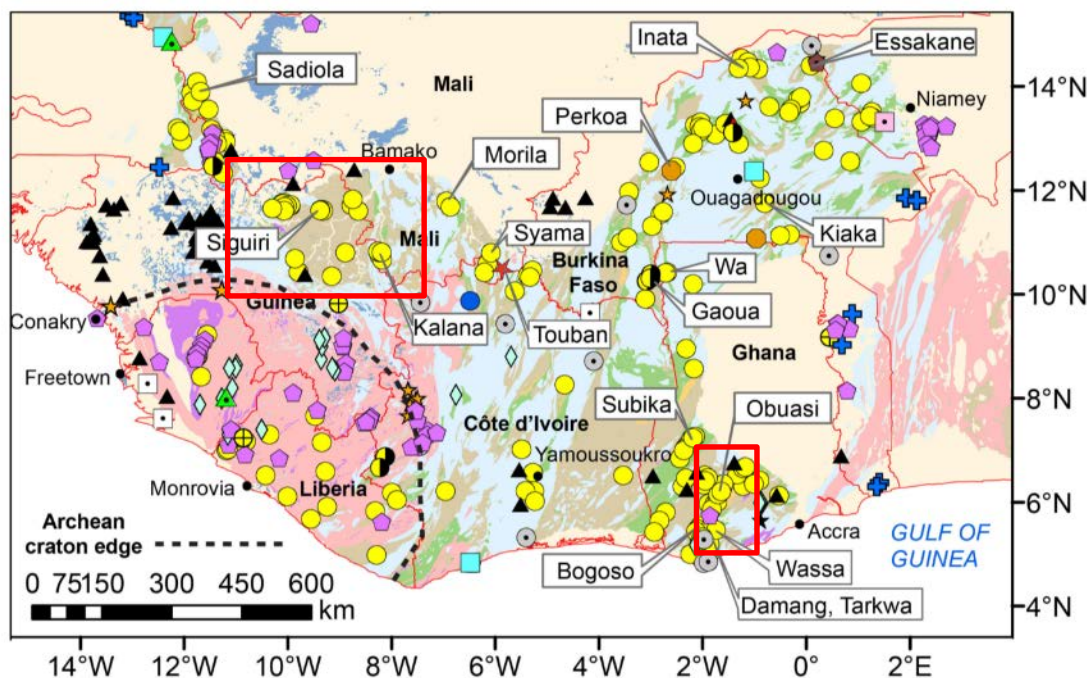 Inata
Essakane
Sadiola
Mali
14°N
Niamey
Perkoa
Bamako
Morila
12°N
Ouagadougou
Siguiri
Mali
Syama
Kiaka
Burkina
Faso
Wa
Guinea
10°N
Gaoua
Conakry
Kalana
Touban
Ghana
Freetown
8°N
Subika
Obuasi
Côte d'Ivoire
Yamoussoukro
Monrovia
Liberia
6°N
Archean
craton edge
Accra
GULF OF
GUINEA
Bogoso
Wassa
0 75150 300 450 600
km
Damang, Tarkwa
4°N
14°W 12°W 10°W 8°W 6°W 4°W 2°W 0° 2°E